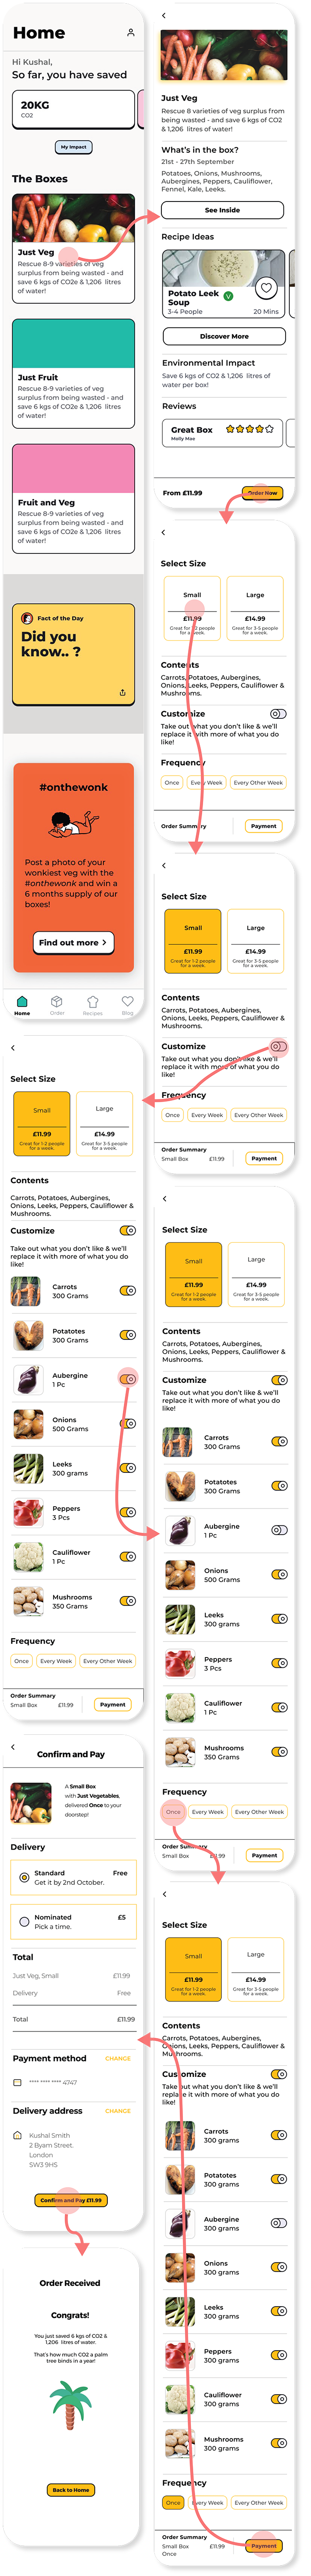 Home
Hi Kushal,
So far, you have saved
20KG
CO2
My Impact
The Boxes
Just Veg
Rescue 8-9 varieties of veg
surplus from being wasted - and
save 6 kgs of CO2e & 1,206 litres
of water!
Just Fruit
Rescue 8-9 varieties of veg
surplus from being wasted - and
save 6 kgs of CO2e & 1,206 litres
of water!
Fruit and Veg
Rescue 8-9 varieties of veg
surplus from being wasted - and
save 6 kgs of CO2e & 1,206 litres
of water!
Fact of the Day
Did you
know.. ?
#onthewonk
Post a photo of your
wonkiest veg with the
#onthewonk and win a
6 months supply of our
boxes!
Find out more >
Home
Order
Recipes
Blog
Just Veg
Rescue 8 varieties of surplus from
being wasted - and save 6 kgs of CO2
& 1,206 litres of water!
What's in the box?
21st - 27th September
Potatoes, Onions, Mushrooms,
Aubergines, Peppers, Cauliflower,
Fennel, Kale, Leeks.
See Inside
Recipe Ideas
Potato Leek
Soup
V
3-4 People
20 Mins
Discover More
Environmental Impact
Save 6 kgs of CO2 & 1,206 litres of
water per box!
Reviews
Great Box
Molly Mae
From £11.99
Order Now
Select Size
Small
£11.99
Great for 1-2 people
for a week.
Large
£14.99
Great for 3-5 people
for a week.
Contents
Carrots, Potatoes, Aubergines,
Onions, Leeks, Peppers, Cauliflower &
Mushrooms.
Customize
Take out what you don't like & we'll
replace it with more of what you do
like!
Frequency
Once
Every Week
Every Other Week
Order Summary
Payment
Select Size
Small
£11.99
Great for 1-2 people
for a week.
Large
£14.99
Great for 3-5 people
for a week.
Contents
Carrots, Potatoes, Aubergines,
Onions, Leeks, Peppers, Cauliflower &
Mushrooms.
Customize
Take out what you don't like & we'll
replace it with more of what you do
like!
Frequency
Once
Every Week
Every Other Week
Order Summary
Small Box
£11.99
Payment
Select Size
Small
£11.99
Great for 1-2 people
for a week.
Large
£14.99
Great for 3-5 people
for a week.
Contents
Carrots, Potatoes, Aubergines,
Onions, Leeks, Peppers, Cauliflower &
Mushrooms.
Customize
Take out what you don't like & we'll
replace it with more of what you do
like!
Carrots
300 Grams
Potatotes
300 Grams
Aubergine
1 Pc
Onions
500 Grams
Leeks
300 grams
Peppers
3 Pcs
Cauliflower
1 Pc
Mushrooms
350 Grams
Frequency
Once
Every Week
Every Other Week
Order Summary
Small Box
£11.99
Payment
Select Size
Small
£11.99
Great for 1-2 people
for a week.
Large
£14.99
Great for 3-5 people
for a week.
Contents
Carrots, Potatoes, Aubergines,
Onions, Leeks, Peppers, Cauliflower &
Mushrooms.
Customize
Take out what you don't like & we'll
replace it with more of what you do
like!
Carrots
300 Grams
Potatotes
300 Grams
Aubergine
1 Pc
Onions
500 Grams
Leeks
300 grams
Peppers
3 Pcs
Cauliflower
1 Pc
Mushrooms
350 Grams
Frequency
Once
Every Week
Every Other Week
Order Summary
Small Box
£11.99
Payment
Select Size
Small
£11.99
Great for 1-2 people
for a week.
Large
£14.99
Great for 3-5 people
for a week.
Contents
Carrots, Potatoes, Aubergines,
Onions, Leeks, Peppers, Cauliflower &
Mushrooms.
Customize
Take out what you don't like & we'll
replace it with more of what you do
like!
Carrots
300 grams
Potatotes
300 grams
Aubergine
300 grams
Onions
300 grams
Leeks
300 grams
Peppers
300 grams
Cauliflower
300 grams
Mushrooms
300 grams
Frequency
Once
Every Week
Every Other Week
Order Summary
Small Box
Once
£11.99
Payment
Confirm and Pay
A Small Box
with Just Vegetables,
delivered Once to your
doorstep!
Delivery
Standard
Free
Get it by 2nd October.
Nominated
£5
Pick a time.
Total
Just Veg, Small
£11.99
Delivery
Free
Total
£11.99
Payment method
CHANGE
**** **** **** 4747
Delivery address
CHANGE
Kushal Smith
2 Byam Street.
London
SW3 9HS
Confirm and Pay £11.99
Order Received
Congrats!
You just saved 6 kgs of CO2 &
1,206 litres of water.
That's how much CO2 a palm
tree binds in a year!
Back to Home